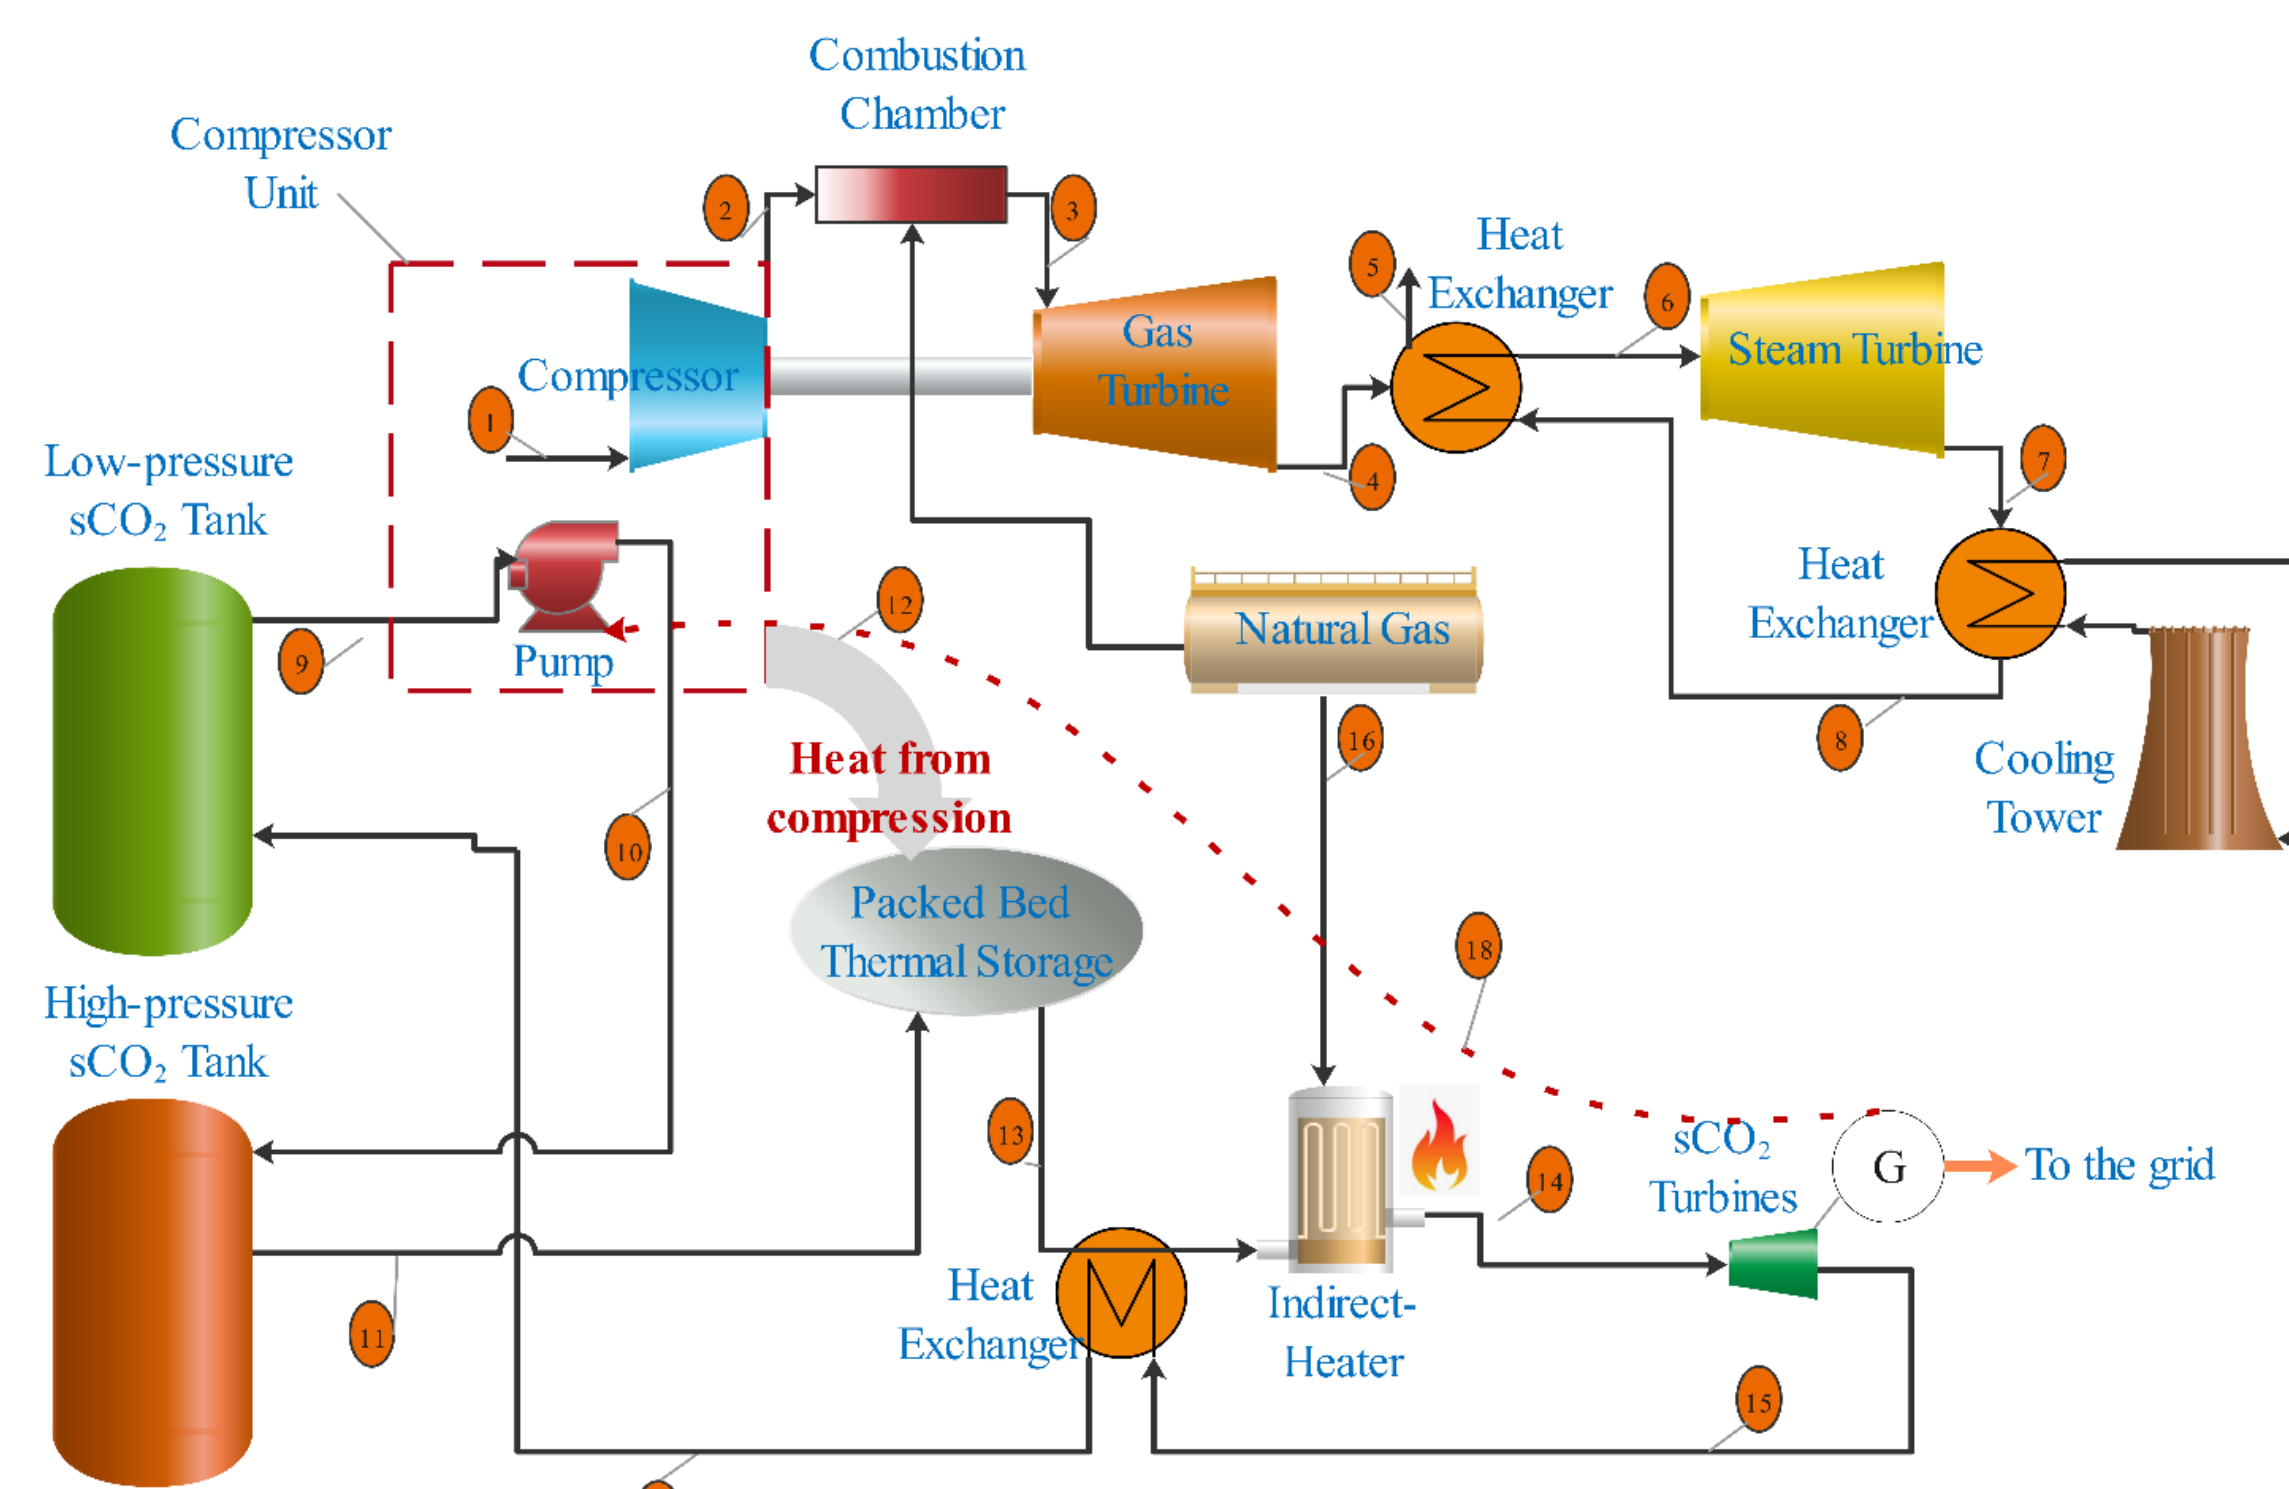 Combustion
Chamber
Compressor
Unit
2
3
5
Heat
Exchanger
6
Gas
Turbine
Steam Turbine
Compressor
1
4
7
Low-pressure
sCO₂ Tank
Heat
Exchanger
12
Natural Gas
9
Pump
16
8
Heat from
compression
Cooling
Tower
10
Packed Bed
Thermal Storage
18
High-pressure
sCO₂ Tank
13
14
sCO₂
Turbines
G
To the grid
11
Heat
Exchanger
Indirect-
Heater
15